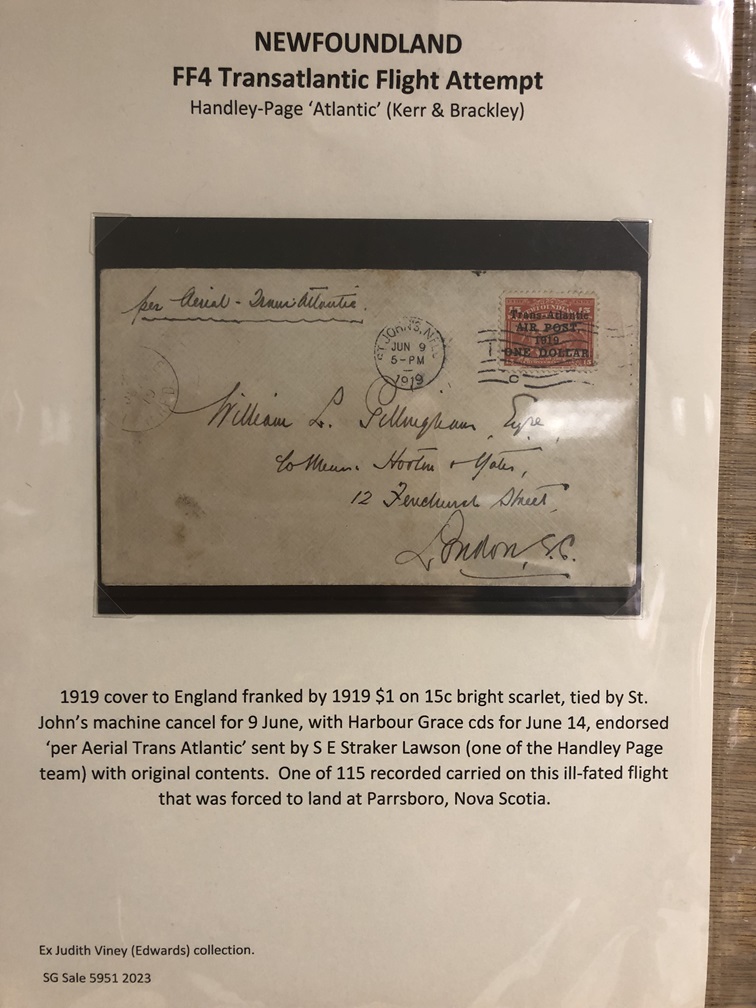 NEWFOUNDLAND
FF4 Transatlantic Flight Attempt
Handley-Page ‘Atlantic’ (Kerr & Brackley)
per Aerial - Trans Atlantic.
ST. JOHN'S, NFLD
JUN 9
5-PM
1919
Trans-Atlantic
AIR POST,
1919
ONE DOLLAR
William L. Esqre
c/o Messrs. Hooten & Yates,
12 Fenchurch Street,
London, E.C.
1919 cover to England franked by 1919 $1 on 15c bright scarlet, tied by St.
John’s machine cancel for 9 June, with Harbour Grace cds for June 14, endorsed
‘per Aerial Trans Atlantic’ sent by S E Straker Lawson (one of the Handley Page
team) with original contents. One of 115 recorded carried on this ill-fated flight
that was forced to land at Parrsboro, Nova Scotia.
Ex Judith Viney (Edwards) collection.
SG Sale 5951 2023